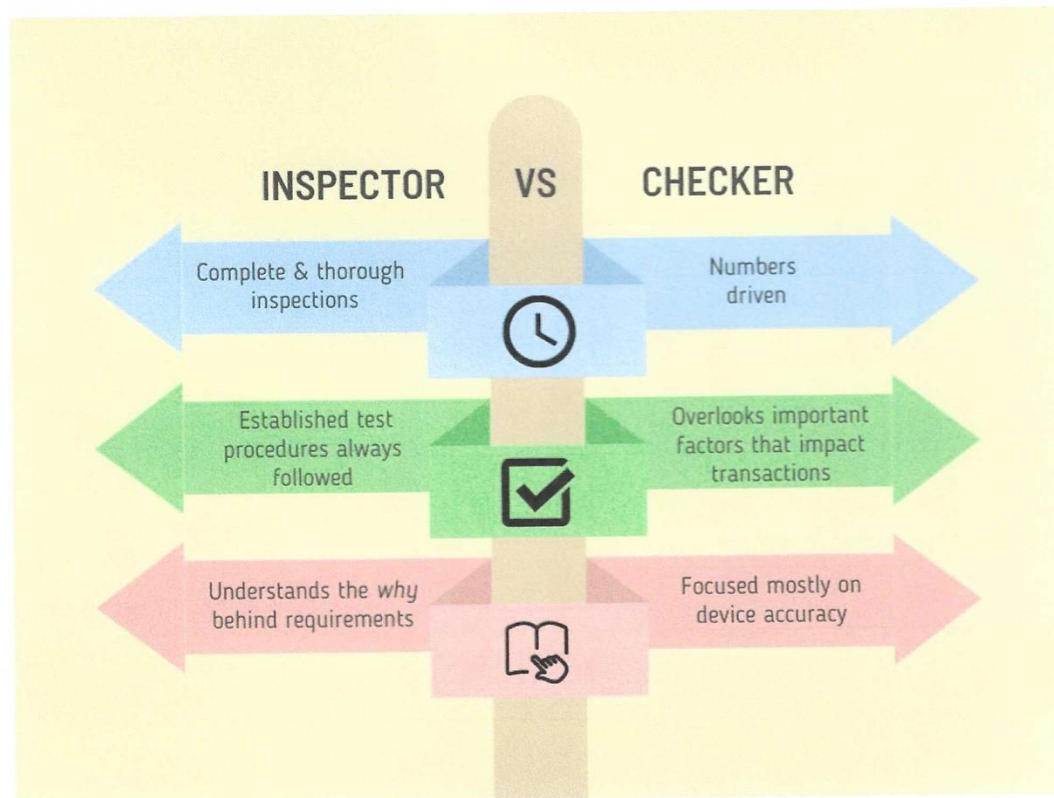 INSPECTOR VS CHECKER
Complete & thorough
inspections
Numbers
driven
Established test
procedures always
followed
Overlooks important
factors that impact
transactions
Understands the why
behind requirements
Focused mostly on
device accuracy